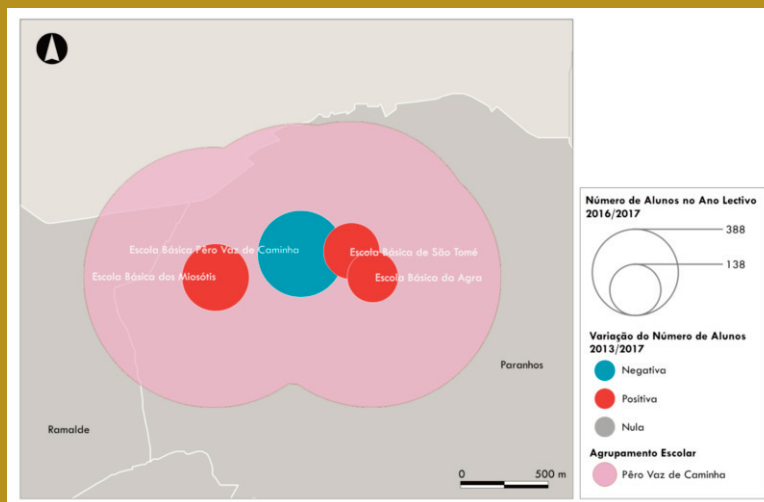 Escola Básica Pêro Vaz de Caminha
Escola Básica de São Tomé
Escola Básica dos Miosótis
Escola Básica da Agra
Paranhos
Ramalde
0 500 m
Número de Alunos no Ano Lectivo
2016/2017
388
138
Variação do Número de Alunos
2013/2017
Negativa
Positiva
Nula
Agrupamento Escolar
Pêro Vaz de Caminha